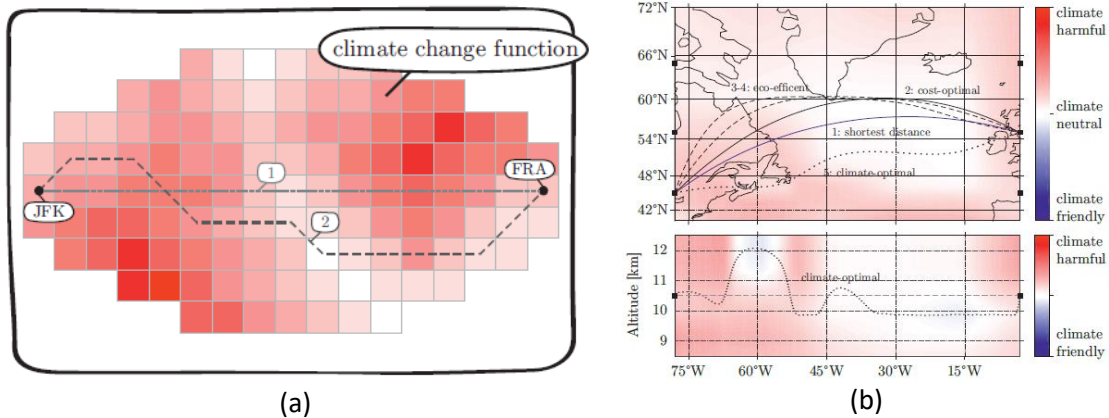 climate change function
1
FRA
JFK
2
(a)
72°N
66°N
60°N
54°N
48°N
42°N
3-4: eco-efficent
2: cost-optimal
1: shortest distance
5: climate-optimal
climate
harmful
climate
neutral
climate
friendly
Altitude [km]
12
11
10
9
climate-optimal
climate
harmful
climate
friendly
75°W
60°W
45°W
30°W
15°W
(b)